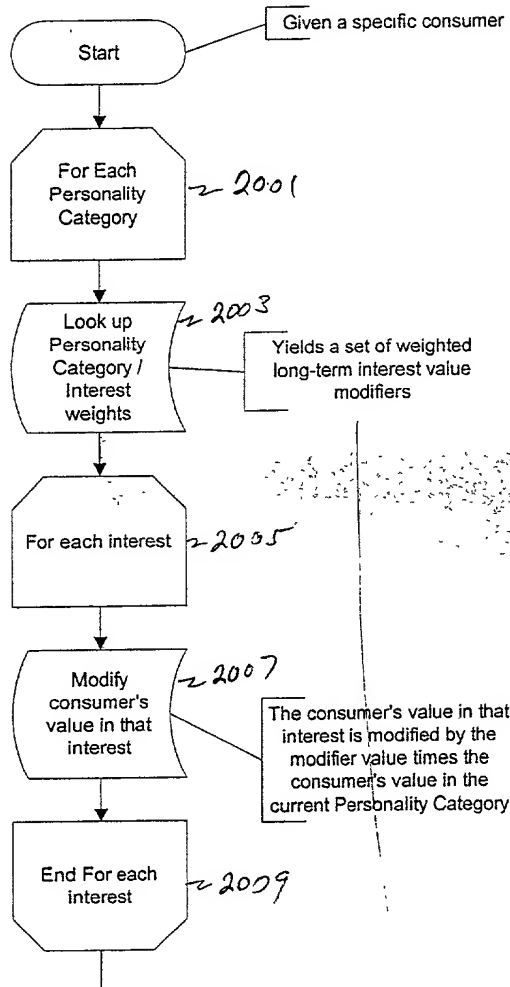 Given a specific consumer
Start
For Each
Personality
Category
2001
Look up
Personality
Category /
Interest
weights
2003
Yields a set of weighted
long-term interest value
modifiers
For each interest
2005
Modify
consumer's
value in that
interest
2007
The consumer's value in that
interest is modified by the
modifier value times the
consumer's value in the
current Personality Category
End For each
interest
2009